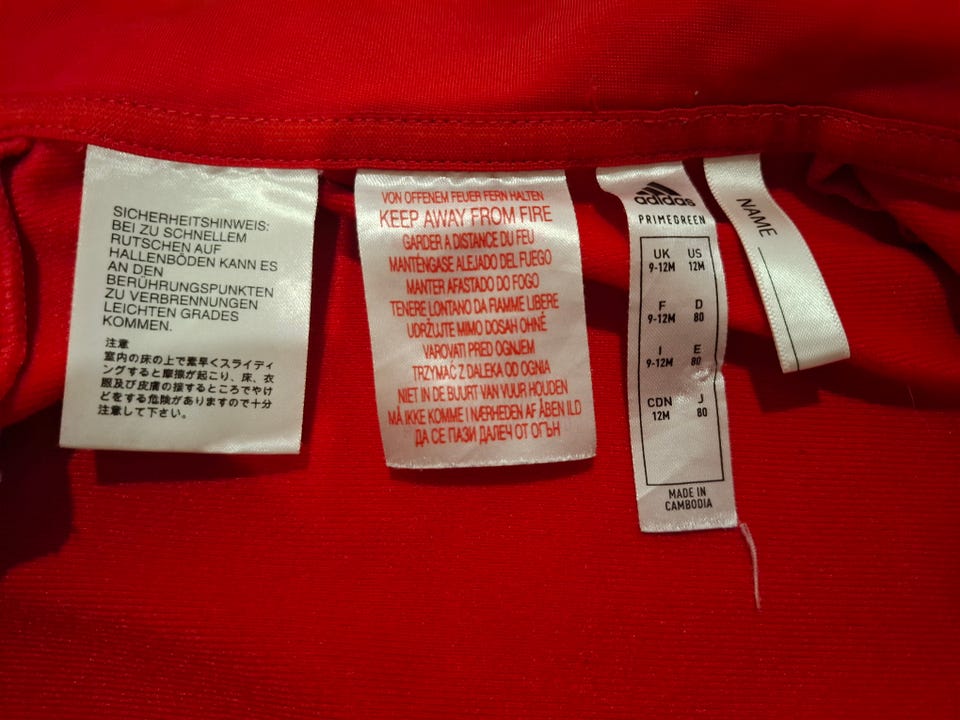 SICHERHEITSHINWEIS:
BEI ZU SCHNELLEM
RUTSCHEN AUF
HALLENBÖDEN KANN ES
AN DEN
BERÜHRUNGSPUNKTEN
ZU VERBRENNUNGEN
LEICHTEN GRADES
KOMMEN.
注意
室内の床の上で素早くスライディ
ングすると摩擦が起こり、床、衣
服及び皮膚の接するところでやけ
どをする危険がありますので十分
注意して下さい。
VON OFFENEM FEUER FERN HALTEN
KEEP AWAY FROM FIRE
GARDER A DISTANCE DU FEU
MANTÉNGASE ALEJADO DEL FUEGO
MANTER AFASTADO DO FOGO
TENERE LONTANO DA FIAMME LIBERE
UDRŽUJTE MIMO DOSAH OHNĚ
VAROVATI PRED OGNJEM
TRZYMAĆ Z DALEKA OD OGNIA
NIET IN DE BUURT VAN VUUR HOUDEN
MÅ IKKE KOMME I NÆRHEDEN AF ÅBEN ILD
ДА СЕ ПАЗИ ДАЛЕЧ ОТ ОГЪН
adidas
PRIMEGREEN
UK US
9-12M 12M
F D
9-12M 80
I E
9-12M 80
CDN J
12M 80
MADE IN
CAMBODIA
NAME